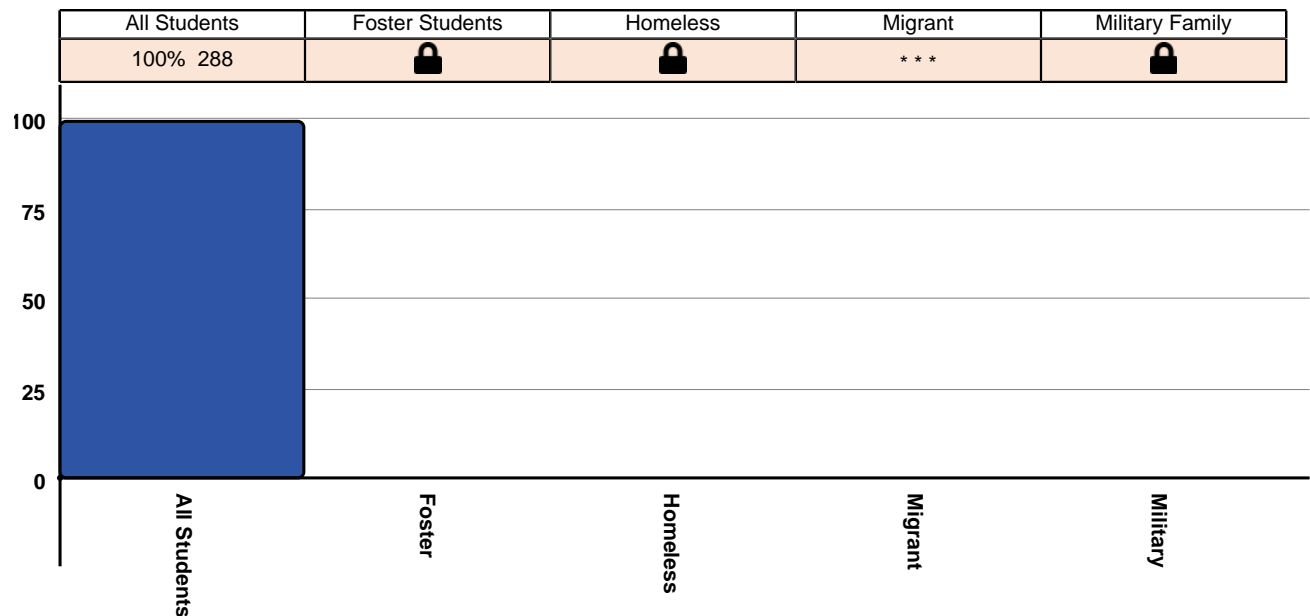 All Students Foster Students Homeless Migrant Military Family
100% 288 * * *
100
75
50
25
0
All Students
Foster
Homeless
Migrant
Military